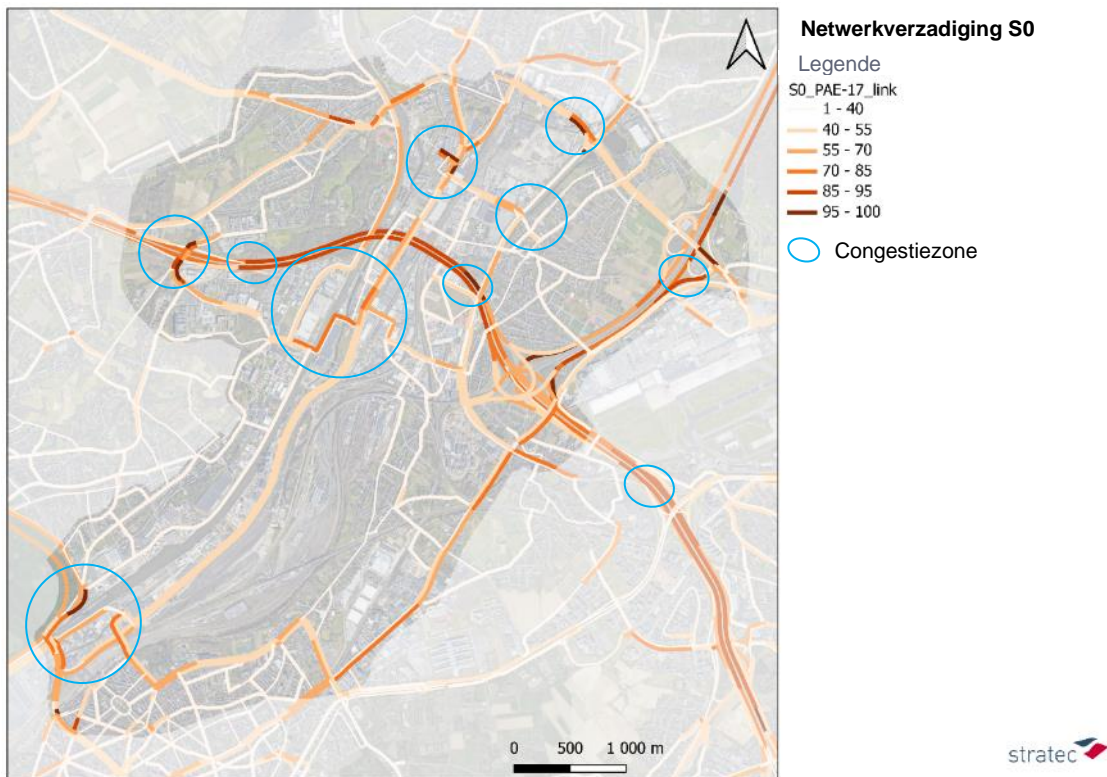 Netwerkverzadiging S0
Legende
S0_PAE-17_link
1 - 40
40 - 55
55 - 70
70 - 85
85 - 95
95 - 100
Congestiezone
0 500 1 000 m
stratec